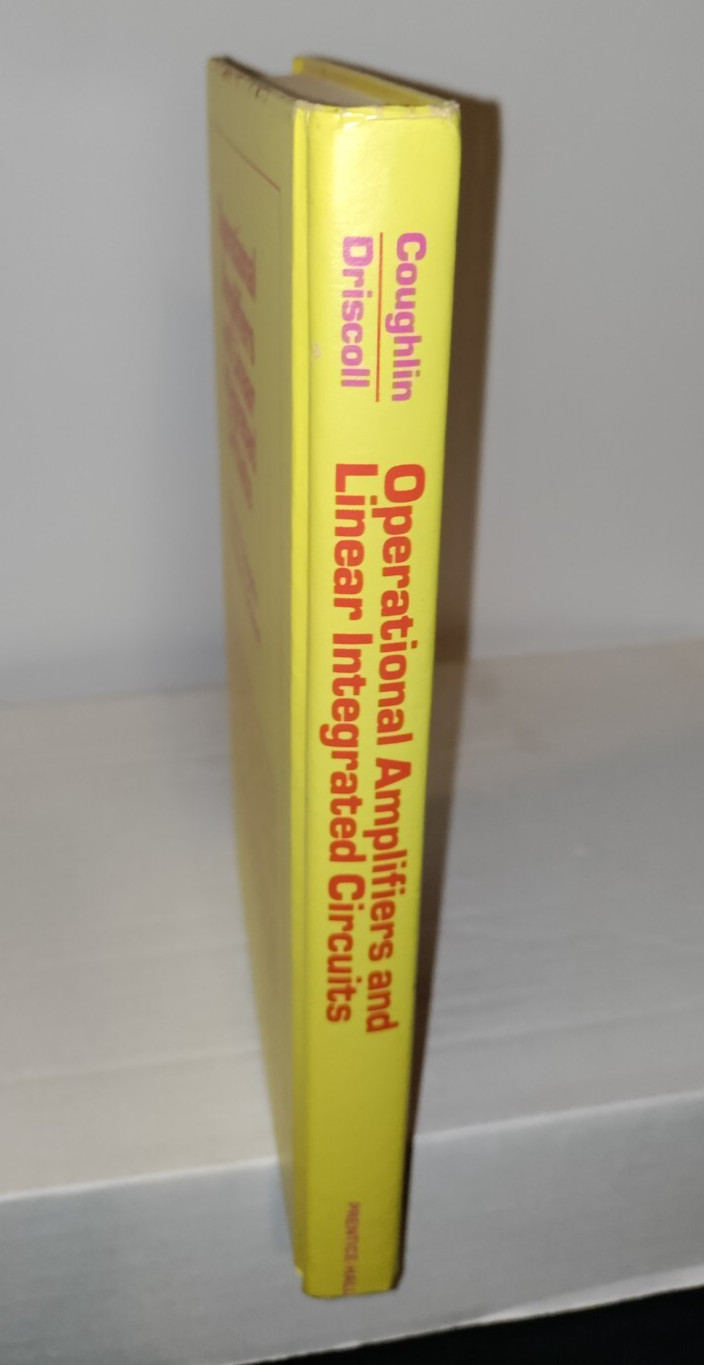 Coughlin
Driscoll
Operational Amplifiers and
Linear Integrated Circuits
PRENTICE-HALL